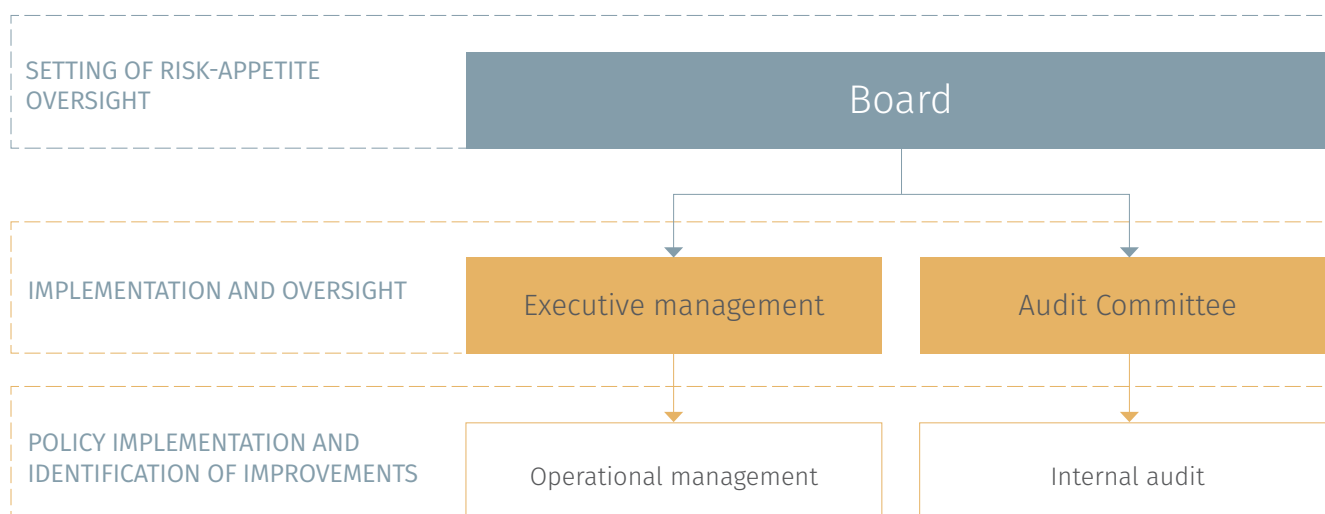 SETTING OF RISK-APPETITE
OVERSIGHT
Board
IMPLEMENTATION AND OVERSIGHT
Executive management
Audit Committee
POLICY IMPLEMENTATION AND
IDENTIFICATION OF IMPROVEMENTS
Operational management
Internal audit